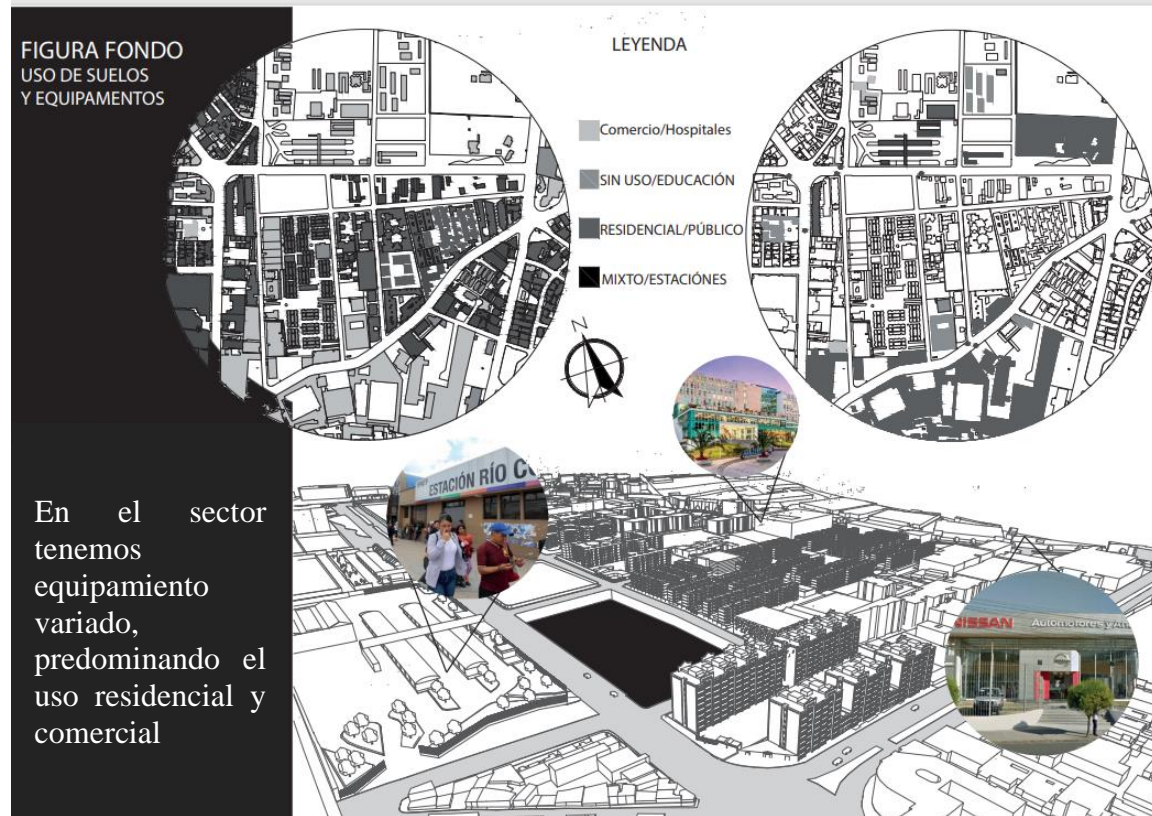 FIGURA FONDO
USO DE SUELOS
Y EQUIPAMENTOS
LEYENDA
Comercio/Hospitales
SIN USO/EDUCACIÓN
RESIDENCIAL/PÚBLICO
MIXTO/ESTACIÓNES
N
ESTACIÓN RÍO
NISSAN Automotores y
En el sector
tenemos
equipamiento
variado,
predominando el
uso residencial y
comercial